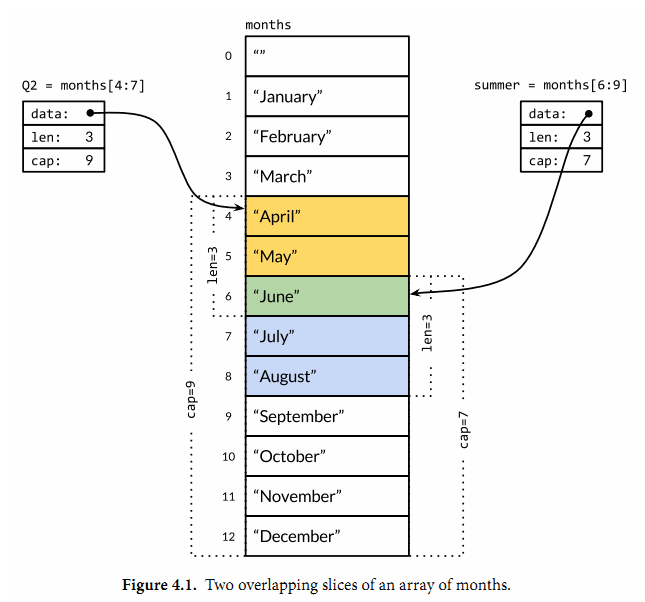 months
0 “”
1 “January”
2 “February”
3 “March”
4 “April”
5 “May”
6 “June”
7 “July”
8 “August”
9 “September”
10 “October”
11 “November”
12 “December”
Q2 = months[4:7]
data:
len: 3
cap: 9
len=3
cap=9
summer = months[6:9]
data:
len: 3
cap: 7
len=3
cap=7
Figure 4.1. Two overlapping slices of an array of months.